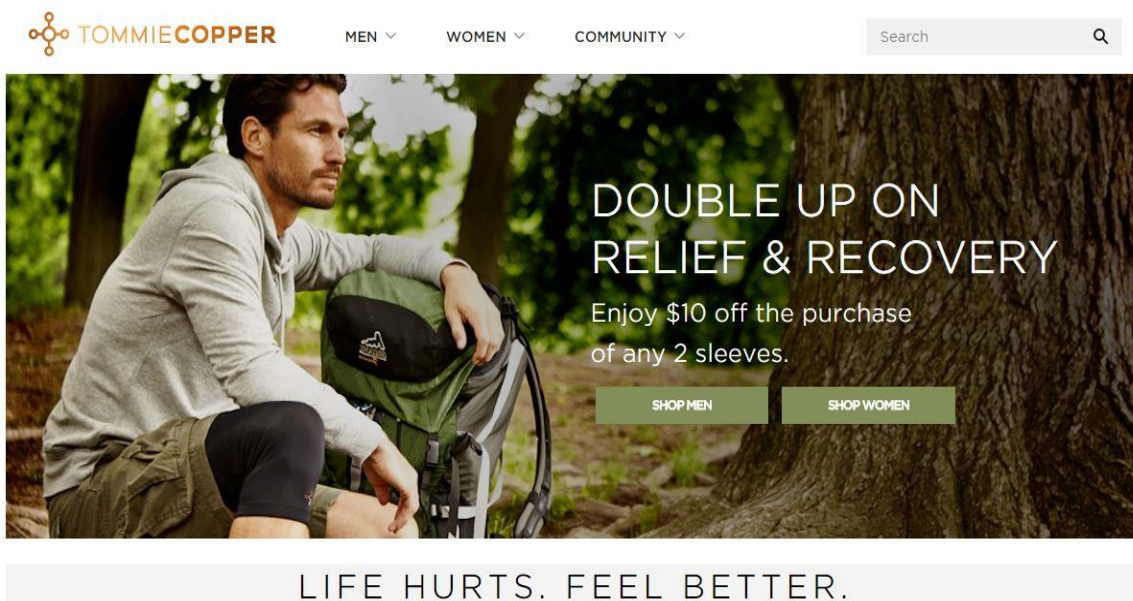 TOMMIECOPPER
MEN
WOMEN
COMMUNITY
Search
DOUBLE UP ON
RELIEF & RECOVERY
Enjoy $10 off the purchase
of any 2 sleeves.
SHOP MEN
SHOP WOMEN
LIFE HURTS. FEEL BETTER.